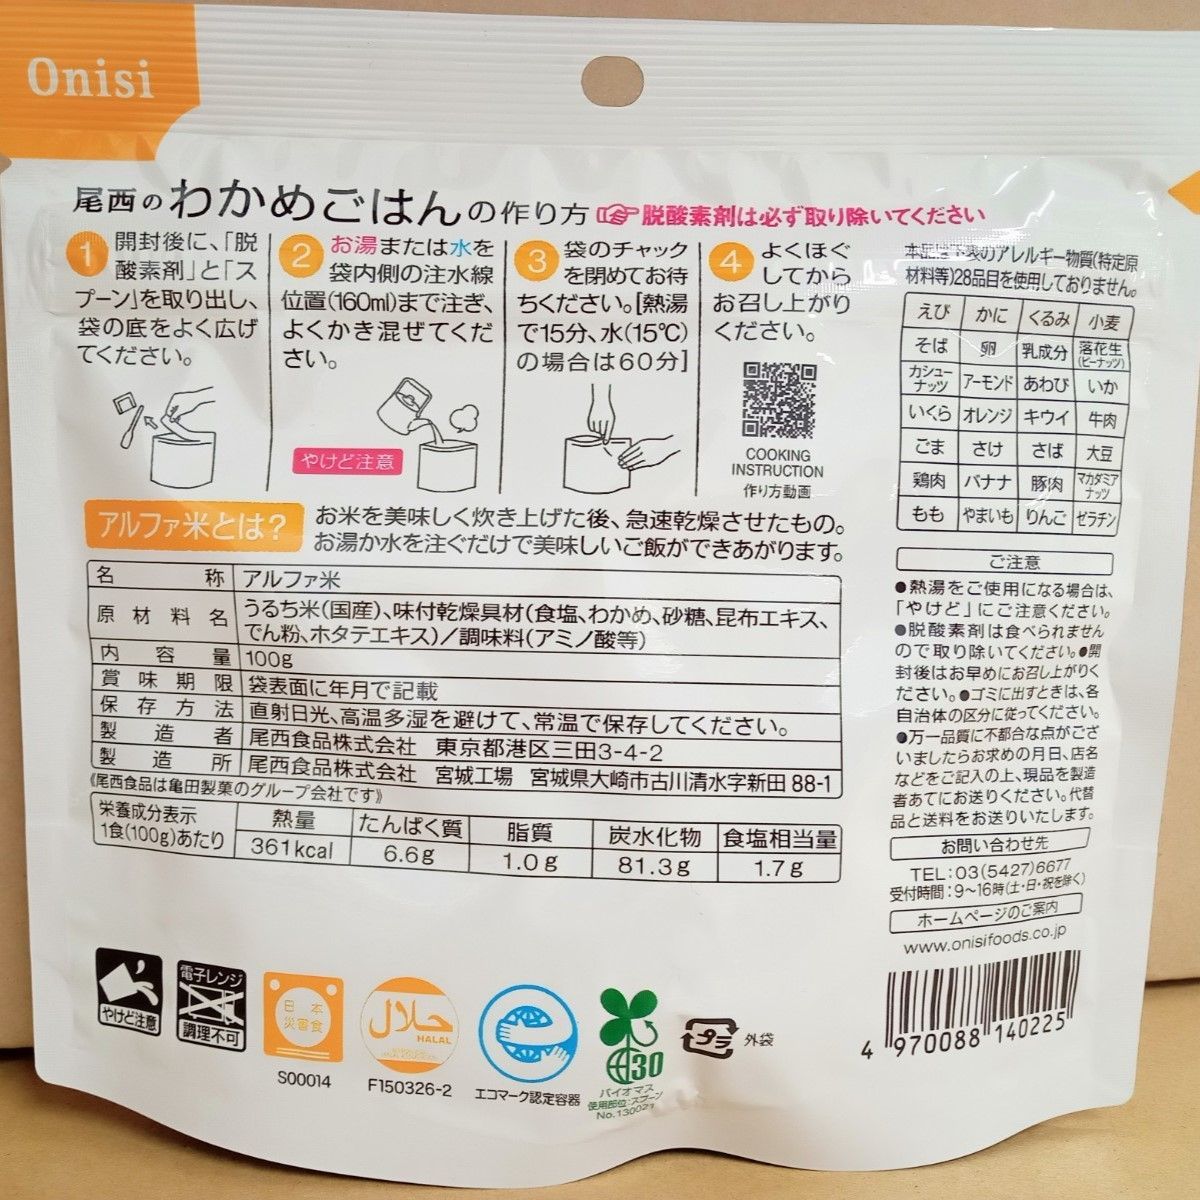 Onisi
尾西のわかめごはんの作り方 脱酸素剤は必ず取り除いてください
1 開封後に、「脱
酸素剤」と「ス
プーン」を取り出し、
袋の底をよく広げ
てください。
2 お湯または水を
袋内側の注水線
位置(160ml)まで注ぎ、
よくかき混ぜてくだ
さい。
やけど注意
3 袋のチャック
を閉めてお待
ちください。[熱湯
で15分、水(15℃)
の場合は60分]
4 よくほぐ
してから
お召し上がり
ください。
COOKING
INSTRUCTION
作り方動画
本品は下表のアレルギー物質(特定原
材料等)28品目を使用しておりません。
えび かに くるみ 小麦
そば 卵 乳成分 落花生(ピーナッツ)
カシューナッツ アーモンド あわび いか
いくら オレンジ キウイ 牛肉
ごま さけ さば 大豆
鶏肉 バナナ 豚肉 マカダミアナッツ
もも やまいも りんご ゼラチン
アルファ米とは?
お米を美味しく炊き上げた後、急速乾燥させたもの。
お湯か水を注ぐだけで美味しいご飯ができあがります。
名称 アルファ米
原材料名 うるち米(国産)、味付乾燥具材(食塩、わかめ、砂糖、昆布エキス、
でん粉、ホタテエキス)/調味料(アミノ酸等)
内容量 100g
賞味期限 袋表面に年月で記載
保存方法 直射日光、高温多湿を避けて、常温で保存してください。
製造者 尾西食品株式会社 東京都港区三田3-4-2
製造所 尾西食品株式会社 宮城工場 宮城県大崎市古川清水字新田88-1
《尾西食品は亀田製菓のグループ会社です》
栄養成分表示
1食(100g)あたり
熱量 たんぱく質 脂質 炭水化物 食塩相当量
361kcal 6.6g 1.0g 81.3g 1.7g
ご注意
●熱湯をご使用になる場合は、
「やけど」にご注意ください。
●脱酸素剤は食べられません
ので取り除いてください。●開
封後はお早めにお召し上がりく
ださい。●ゴミに出すときは、各
自治体の区分に従ってください。
●万一品質に不都合な点がござ
いましたらお求めの月日、店名
などをご記入の上、現品を製造
者あてにお送りください。代替
品と送料をお送りいたします。
お問い合わせ先
TEL:03(5427)6677
受付時間:9〜16時(土・日・祝を除く)
ホームページのご案内
www.onisifoods.co.jp
4 970088 140225
やけど注意
電子レンジ
調理不可
日本
災害食
S00014
حلال
HALAL
F150326-2
エコマーク認定容器
30
バイオマス
使用部位:スプーン
プラ 外袋